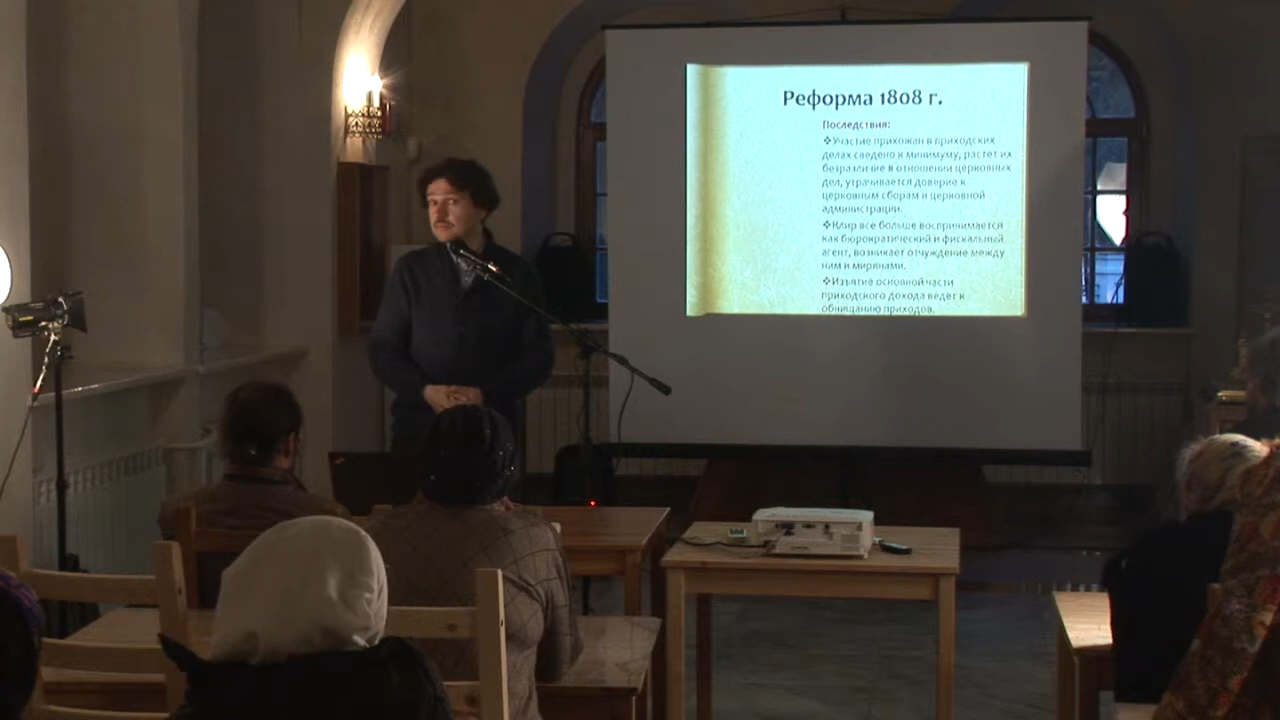 Реформа 1808 г.
Последствия:
❖Участие прихожан в приходских
делах сведено к минимуму, растет их
безразличие в отношении церковных
дел, утрачивается доверие к
церковным сборам и церковной
администрации.
❖Клир все больше воспринимается
как бюрократический и фискальный
агент, возникает отчуждение между
ним и мирянами.
❖Изъятие основной части
приходского дохода ведет к
обнищанию приходов.